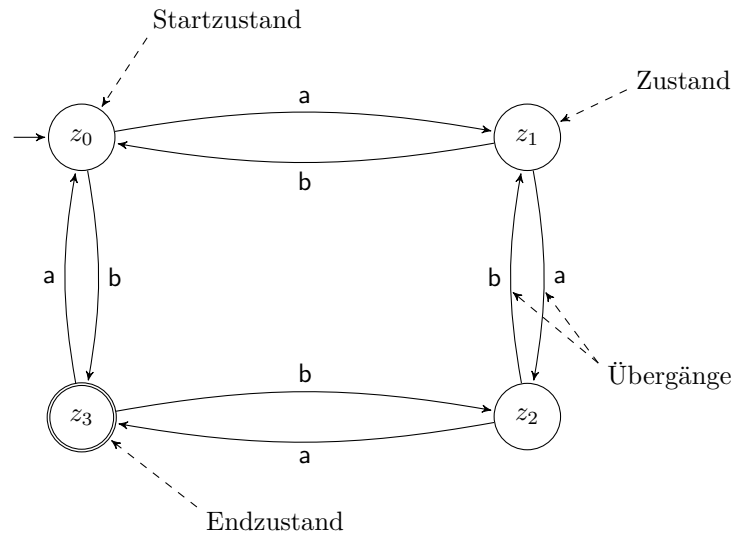 Startzustand
Zustand
a
z0
z1
b
a
b
b
a
Übergänge
b
z3
z2
a
Endzustand